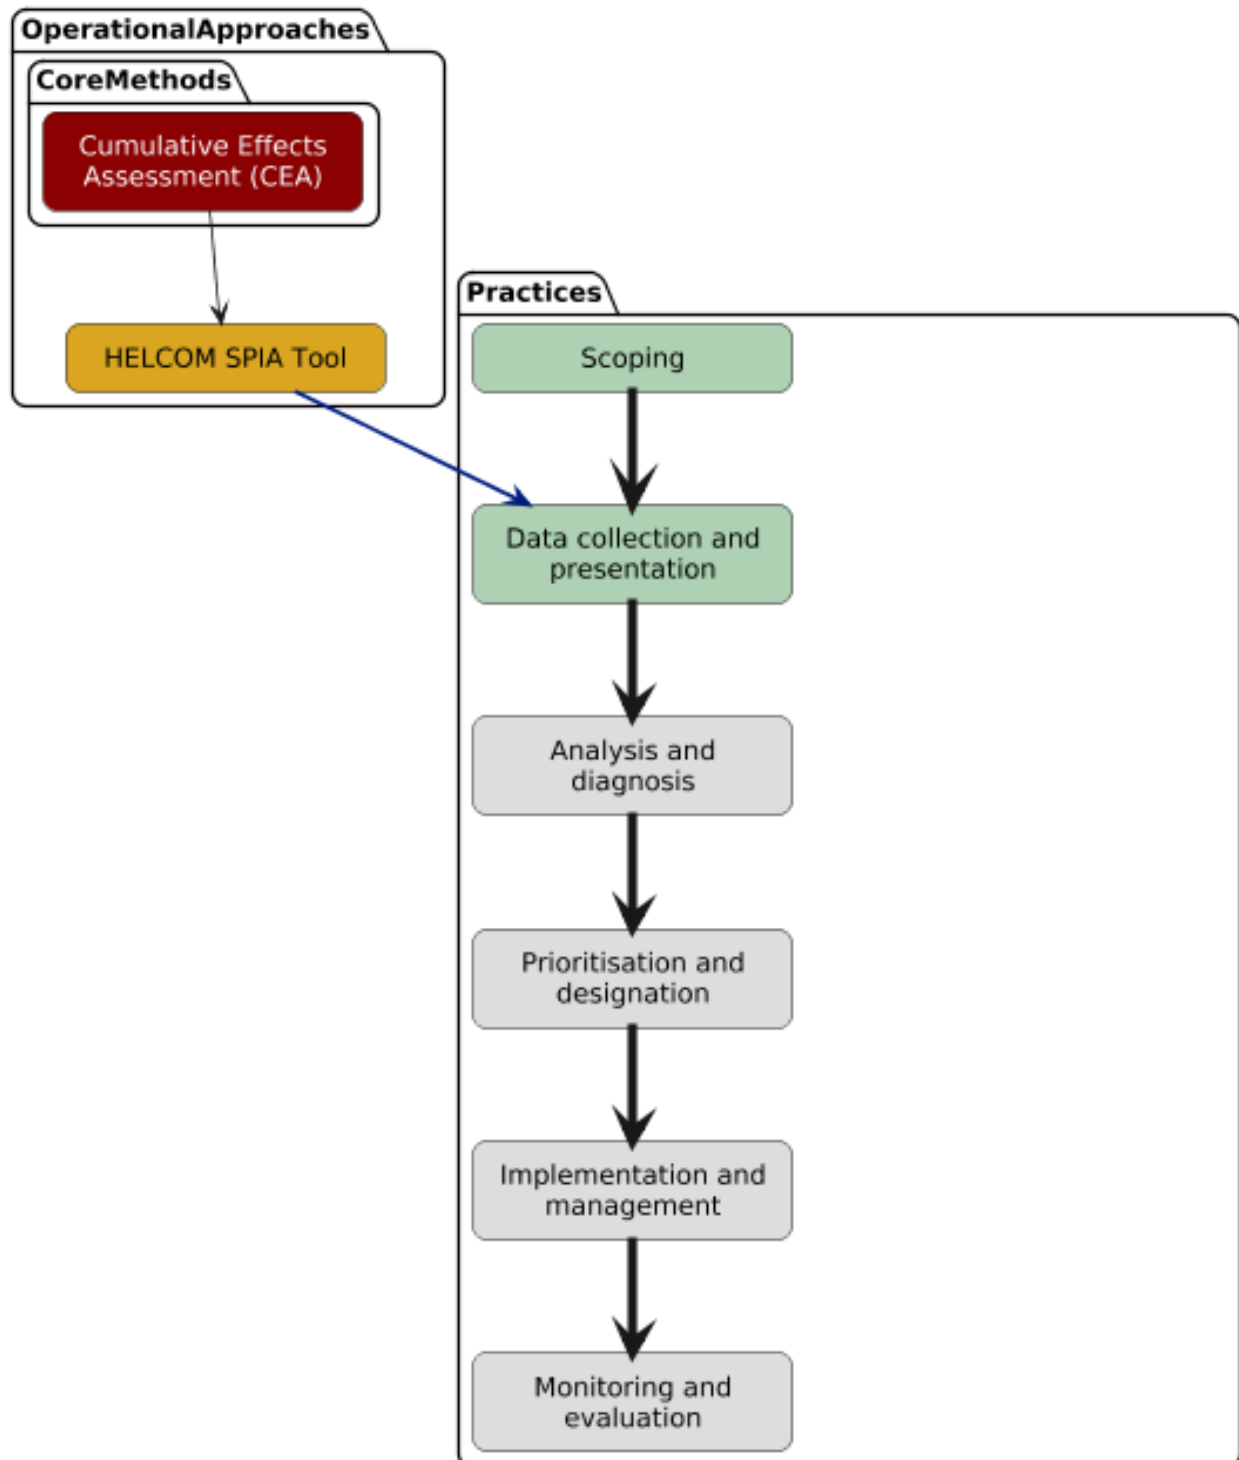 OperationalApproaches
CoreMethods
Cumulative Effects
Assessment (CEA)
HELCOM SPIA Tool
Practices
Scoping
Data collection and
presentation
Analysis and
diagnosis
Prioritisation and
designation
Implementation and
management
Monitoring and
evaluation